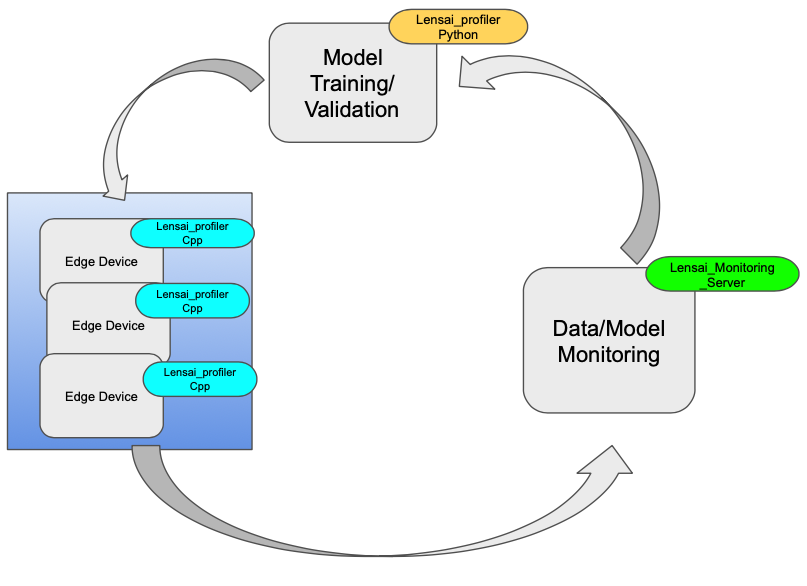 Lensai_profiler
Python
Model
Training/
Validation
Lensai_profiler
Cpp
Edge Device
Lensai_profiler
Cpp
Edge Device
Lensai_profiler
Cpp
Edge Device
Lensai_Monitoring
_Server
Data/Model
Monitoring